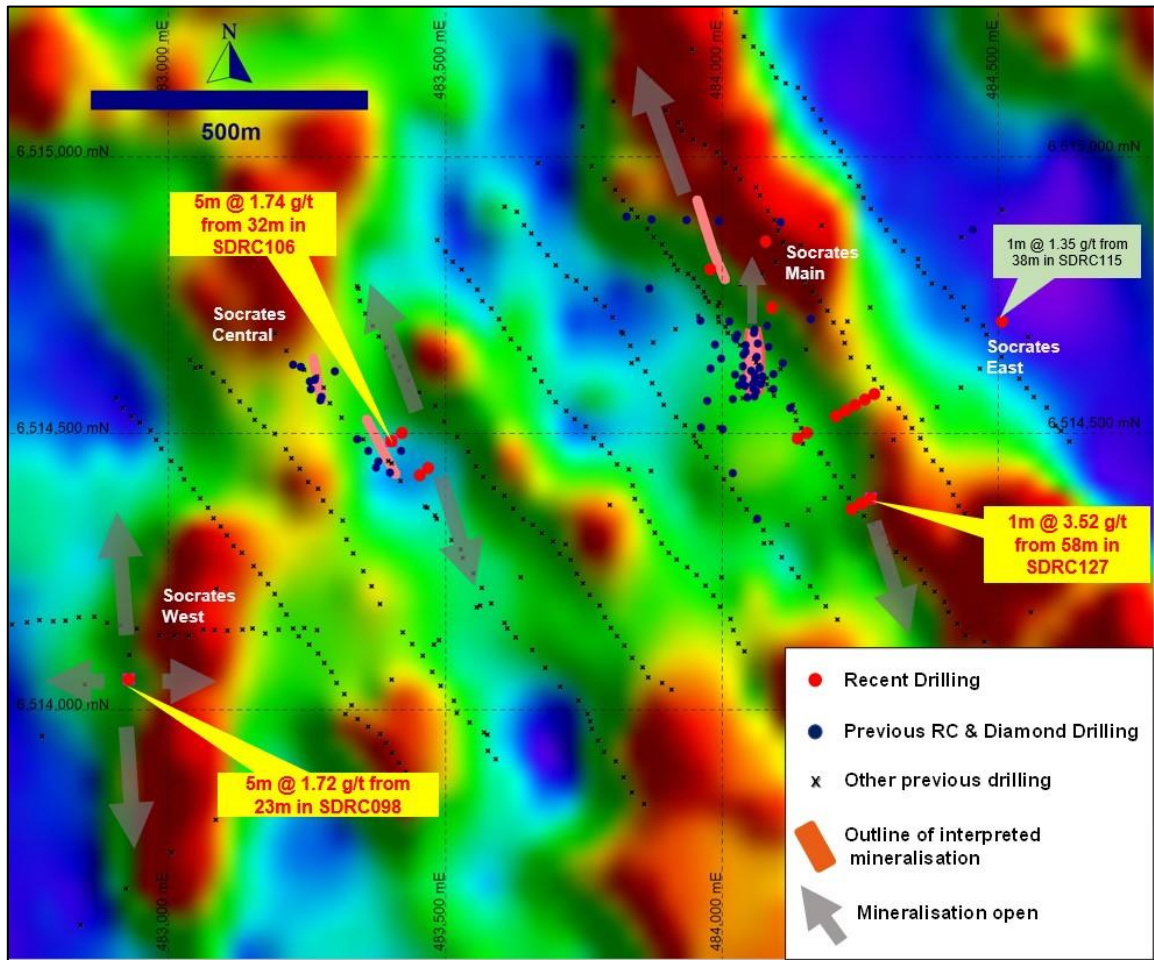 483,000 mE
483,500 mE
484,000 mE
484,500 mE
N
500m
6,515,000 mN
6,515,000 mN
5m @ 1.74 g/t
from 32m in
SDRC106
Socrates
Main
1m @ 1.35 g/t from
38m in SDRC115
Socrates
Central
Socrates
East
6,514,500 mN
6,514,500 mN
1m @ 3.52 g/t
from 58m in
SDRC127
Socrates
West
6,514,000 mN
5m @ 1.72 g/t from
23m in SDRC098
Recent Drilling
Previous RC & Diamond Drilling
x Other previous drilling
Outline of interpreted
mineralisation
Mineralisation open
483,000 mE
483,500 mE
484,000 mE